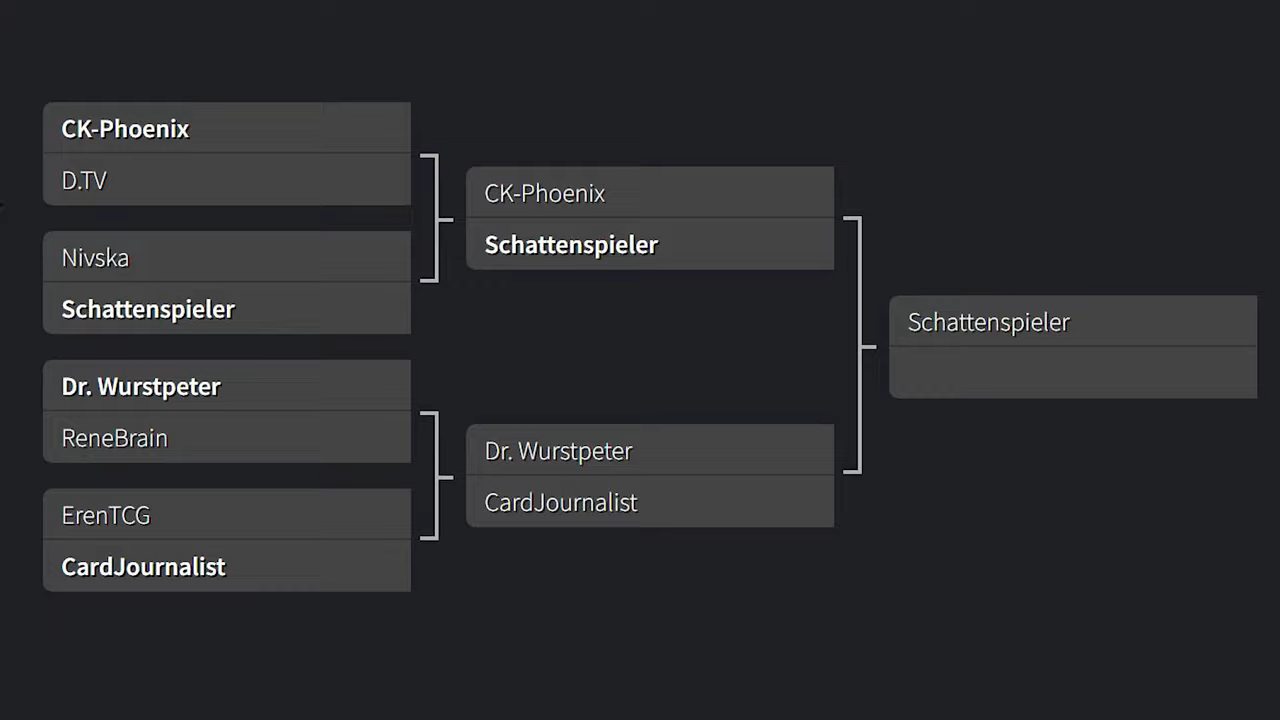 CK-Phoenix
D.TV
Nivska
Schattenspieler
Dr. Wurstpeter
ReneBrain
ErenTCG
CardJournalist
CK-Phoenix
Schattenspieler
Dr. Wurstpeter
CardJournalist
Schattenspieler